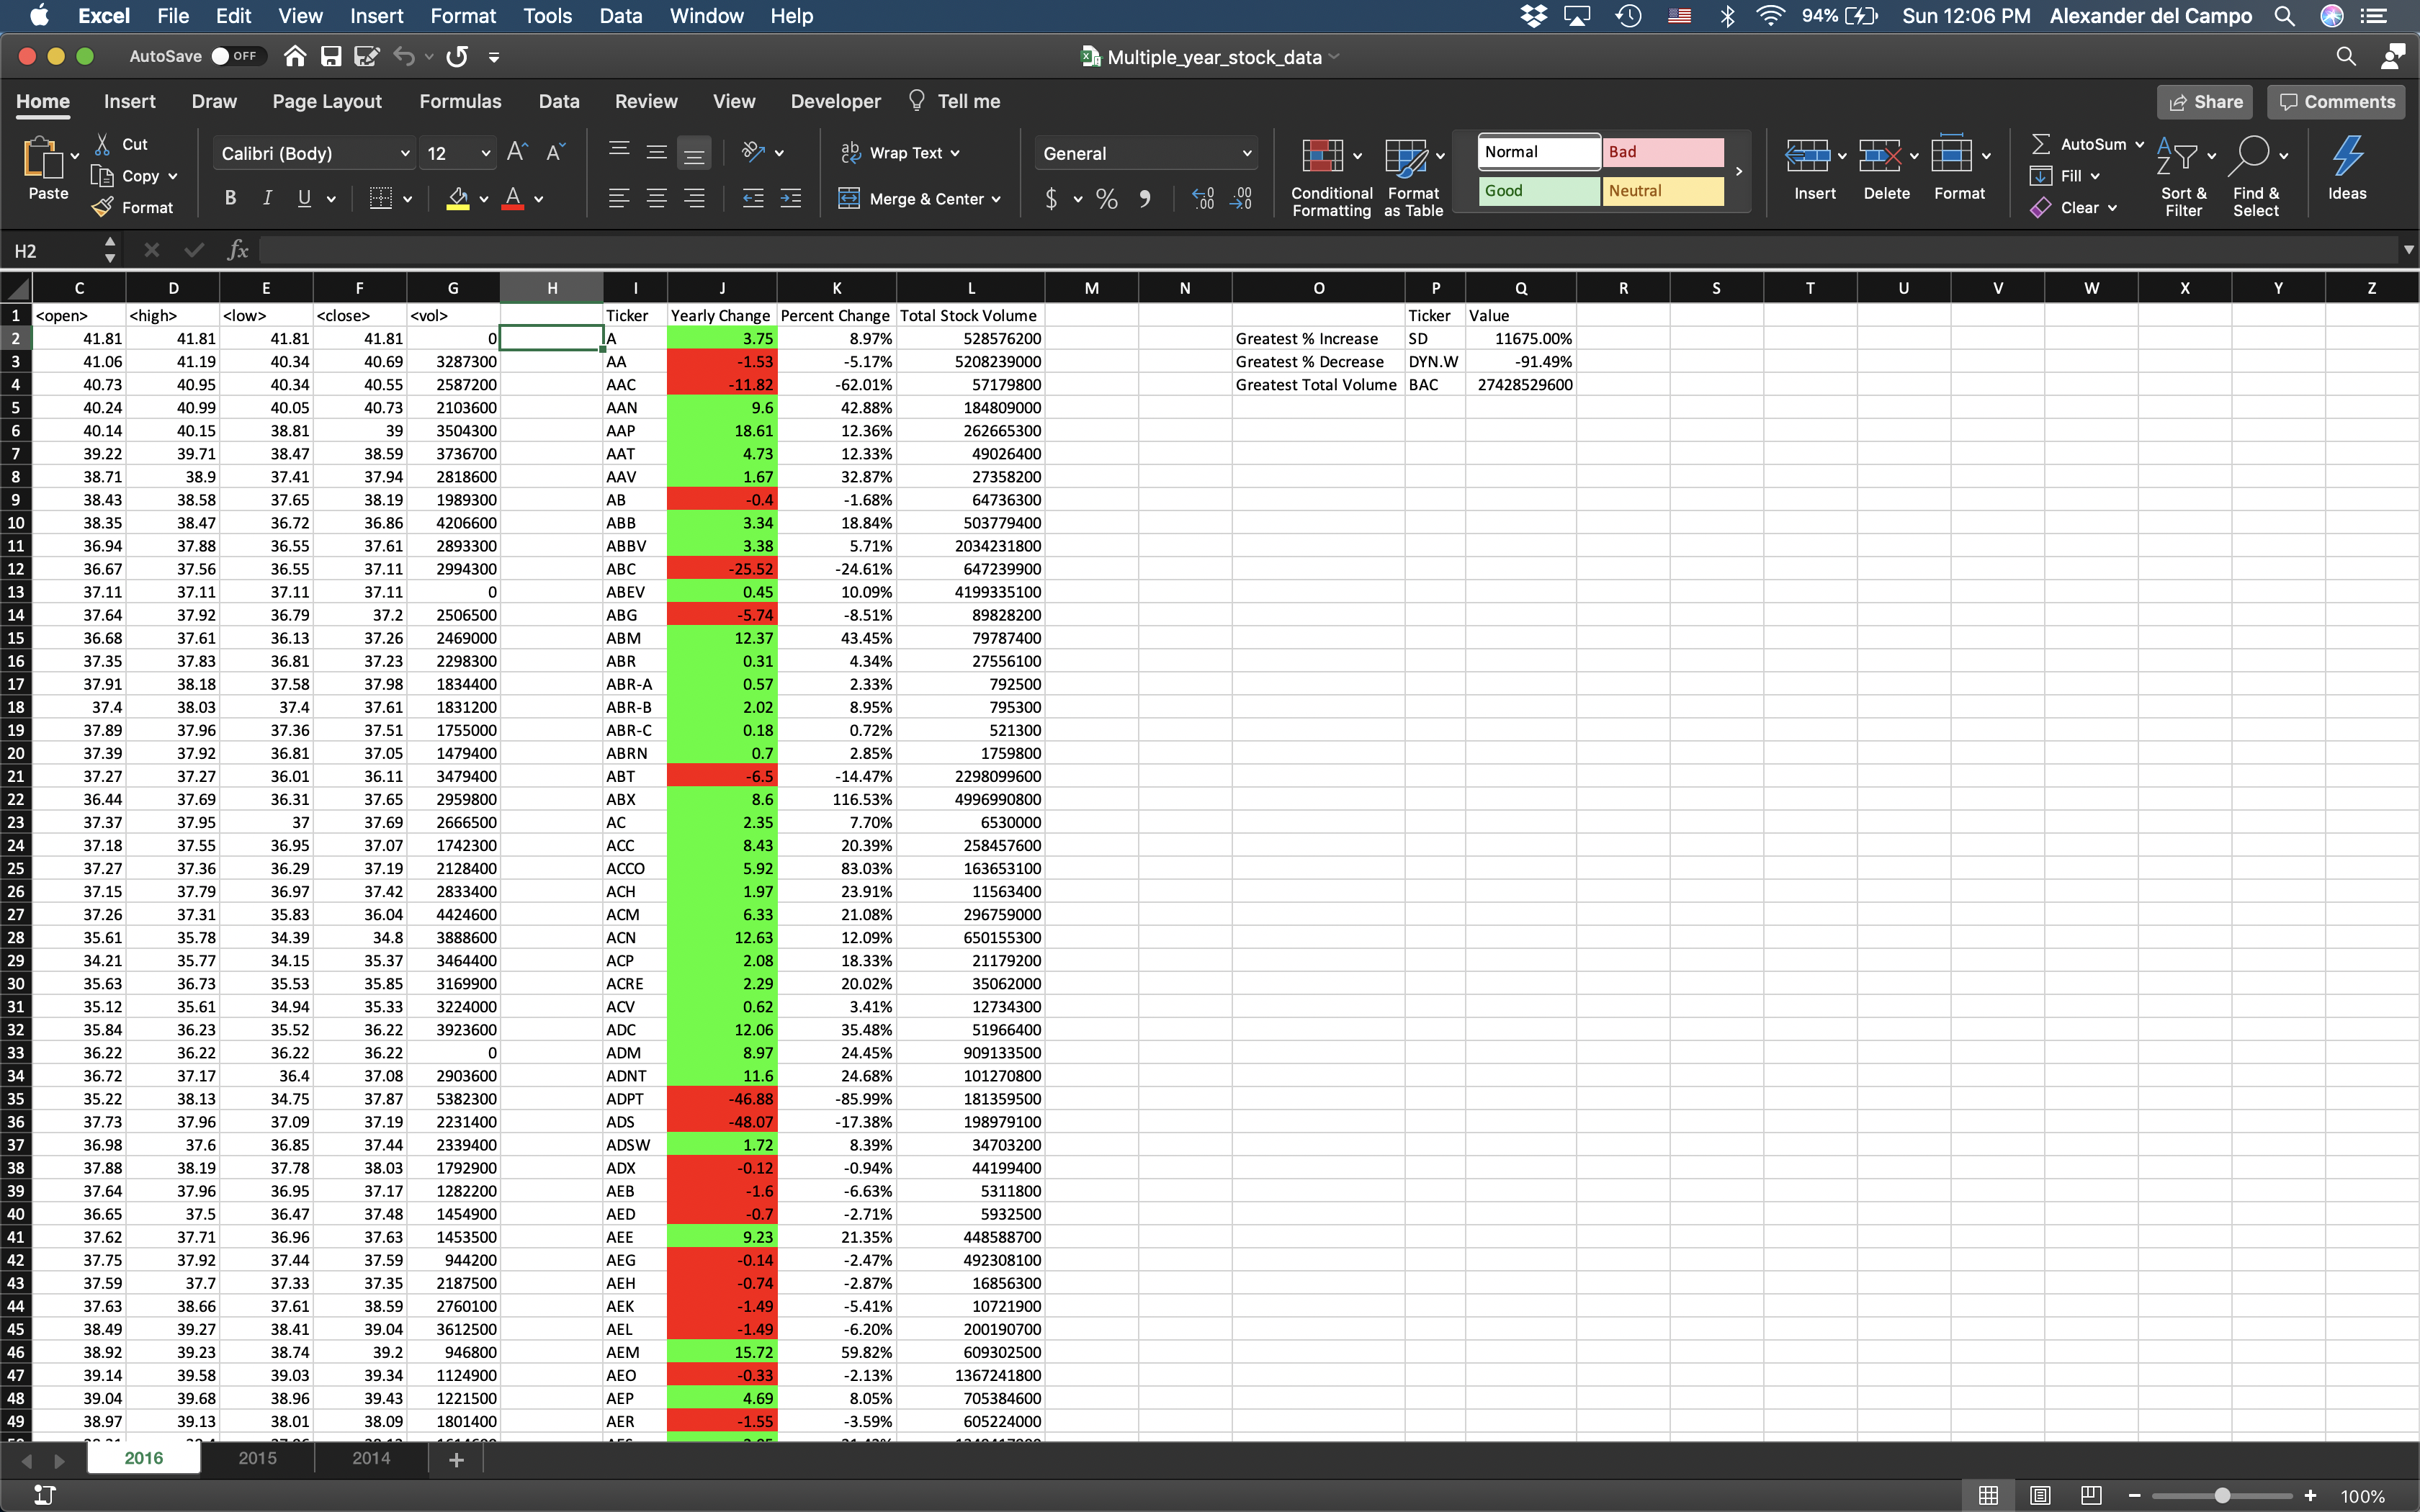 Excel File Edit View Insert Format Tools Data Window Help 94% Sun 12:06 PM Alexander del Campo
AutoSave OFF Multiple_year_stock_data
Home Insert Draw Page Layout Formulas Data Review View Developer Tell me Share Comments
Paste Cut Copy Format
Calibri (Body) 12 A A
B I U A
Wrap Text
Merge & Center
General
$ % 9 .00 .00
Conditional Formatting
Format as Table
Normal Bad
Good Neutral
Insert Delete Format
AutoSum Fill Clear
Sort & Filter
Find & Select
Ideas
H2 fx
C D E F G H I J K L M N O P Q R S T U V W X Y Z
1 <open> <high> <low> <close> <vol> Ticker Yearly Change Percent Change Total Stock Volume Ticker Value
2 41.81 41.81 41.81 41.81 0 A 3.75 8.97% 528576200 Greatest % Increase SD 11675.00%
3 41.06 41.19 40.34 40.69 3287300 AA -1.53 -5.17% 5208239000 Greatest % Decrease DYN.W -91.49%
4 40.73 40.95 40.34 40.55 2587200 AAC -11.82 -62.01% 57179800 Greatest Total Volume BAC 27428529600
5 40.24 40.99 40.05 40.73 2103600 AAN 9.6 42.88% 184809000
6 40.14 40.15 38.81 39 3504300 AAP 18.61 12.36% 262665300
7 39.22 39.71 38.47 38.59 3736700 AAT 4.73 12.33% 49026400
8 38.71 38.9 37.41 37.94 2818600 AAV 1.67 32.87% 27358200
9 38.43 38.58 37.65 38.19 1989300 AB -0.4 -1.68% 64736300
10 38.35 38.47 36.72 36.86 4206600 ABB 3.34 18.84% 503779400
11 36.94 37.88 36.55 37.61 2893300 ABBV 3.38 5.71% 2034231800
12 36.67 37.56 36.55 37.11 2994300 ABC -25.52 -24.61% 647239900
13 37.11 37.11 37.11 37.11 0 ABEV 0.45 10.09% 4199335100
14 37.64 37.92 36.79 37.2 2506500 ABG -5.74 -8.51% 89828200
15 36.68 37.61 36.13 37.26 2469000 ABM 12.37 43.45% 79787400
16 37.35 37.83 36.81 37.23 2298300 ABR 0.31 4.34% 27556100
17 37.91 38.18 37.58 37.98 1834400 ABR-A 0.57 2.33% 792500
18 37.4 38.03 37.4 37.61 1831200 ABR-B 2.02 8.95% 795300
19 37.89 37.96 37.36 37.51 1755000 ABR-C 0.18 0.72% 521300
20 37.39 37.92 36.81 37.05 1479400 ABRN 0.7 2.85% 1759800
21 37.27 37.27 36.01 36.11 3479400 ABT -6.5 -14.47% 2298099600
22 36.44 37.69 36.31 37.65 2959800 ABX 8.6 116.53% 4996990800
23 37.37 37.95 37 37.69 2666500 AC 2.35 7.70% 6530000
24 37.18 37.55 36.95 37.07 1742300 ACC 8.43 20.39% 258457600
25 37.27 37.36 36.29 37.19 2128400 ACCO 5.92 83.03% 163653100
26 37.15 37.79 36.97 37.42 2833400 ACH 1.97 23.91% 11563400
27 37.26 37.31 35.83 36.04 4424600 ACM 6.33 21.08% 296759000
28 35.61 35.78 34.39 34.8 3888600 ACN 12.63 12.09% 650155300
29 34.21 35.77 34.15 35.37 3464400 ACP 2.08 18.33% 21179200
30 35.63 36.73 35.53 35.85 3169900 ACRE 2.29 20.02% 35062000
31 35.12 35.61 34.94 35.33 3224000 ACV 0.62 3.41% 12734300
32 35.84 36.23 35.52 36.22 3923600 ADC 12.06 35.48% 51966400
33 36.22 36.22 36.22 36.22 0 ADM 8.97 24.45% 909133500
34 36.72 37.17 36.4 37.08 2903600 ADNT 11.6 24.68% 101270800
35 35.22 38.13 34.75 37.87 5382300 ADPT -46.88 -85.99% 181359500
36 37.73 37.96 37.09 37.19 2231400 ADS -48.07 -17.38% 198979100
37 36.98 37.6 36.85 37.44 2339400 ADSW 1.72 8.39% 34703200
38 37.88 38.19 37.78 38.03 1792900 ADX -0.12 -0.94% 44199400
39 37.64 37.96 36.95 37.17 1282200 AEB -1.6 -6.63% 5311800
40 36.65 37.5 36.47 37.48 1454900 AED -0.7 -2.71% 5932500
41 37.62 37.71 36.96 37.63 1453500 AEE 9.23 21.35% 448588700
42 37.75 37.92 37.44 37.59 944200 AEG -0.14 -2.47% 492308100
43 37.59 37.7 37.33 37.35 2187500 AEH -0.74 -2.87% 16856300
44 37.63 38.66 37.61 38.59 2760100 AEK -1.49 -5.41% 10721900
45 38.49 39.27 38.41 39.04 3612500 AEL -1.49 -6.20% 200190700
46 38.92 39.23 38.74 39.2 946800 AEM 15.72 59.82% 609302500
47 39.14 39.58 39.03 39.34 1124900 AEO -0.33 -2.13% 1367241800
48 39.04 39.68 38.96 39.43 1221500 AEP 4.69 8.05% 705384600
49 38.97 39.13 38.01 38.09 1801400 AER -1.55 -3.59% 605224000
2016 2015 2014 +
100%